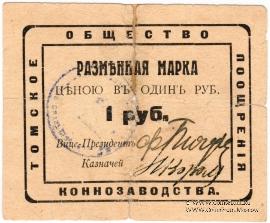 ОБЩЕСТВО
ТОМСКОЕ
ПООЩРЕНІЯ
КОННОЗАВОДСТВА.
РАЗМѢННАЯ МАРКА
ЦѢНОЮ ВЪ ОДИНЪ РУБ.
1 руб.
Вице-Президентъ
Казначей